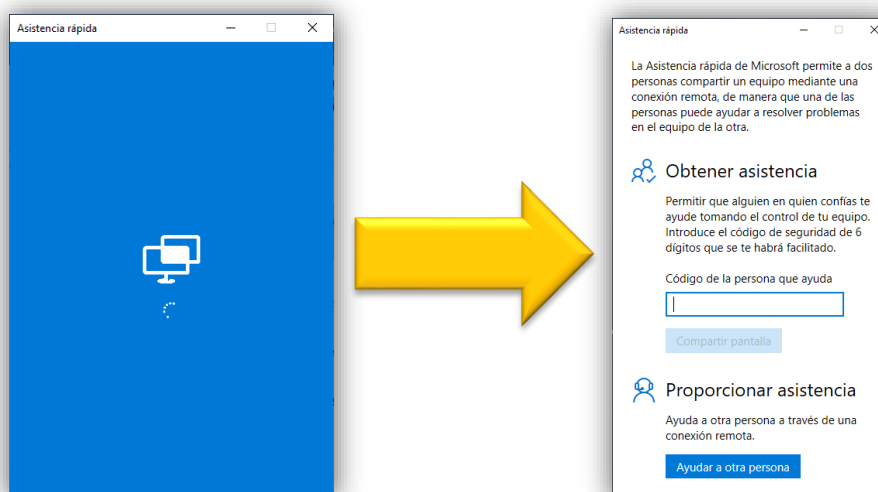 Asistencia rápida
Asistencia rápida
La Asistencia rápida de Microsoft permite a dos
personas compartir un equipo mediante una
conexión remota, de manera que una de las
personas puede ayudar a resolver problemas
en el equipo de la otra.
Obtener asistencia
Permitir que alguien en quien confías te
ayude tomando el control de tu equipo.
Introduce el código de seguridad de 6
dígitos que se te habrá facilitado.
Código de la persona que ayuda
Compartir pantalla
Proporcionar asistencia
Ayuda a otra persona a través de una
conexión remota.
Ayudar a otra persona